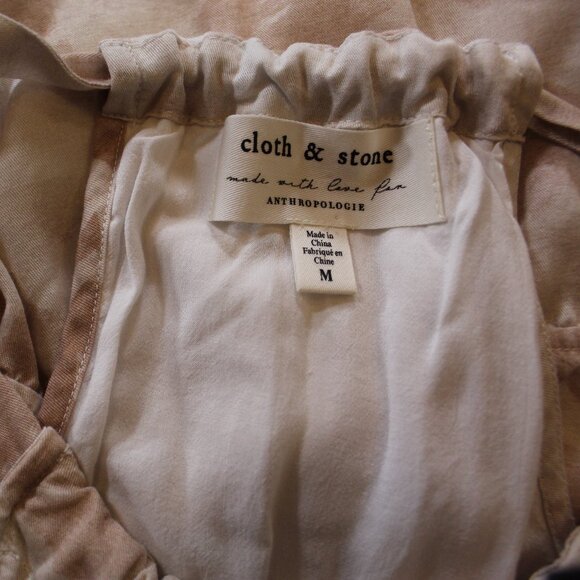 cloth & stone
made with love for
ANTHROPOLOGIE
Made in
China
Fabriqué en
Chine
M